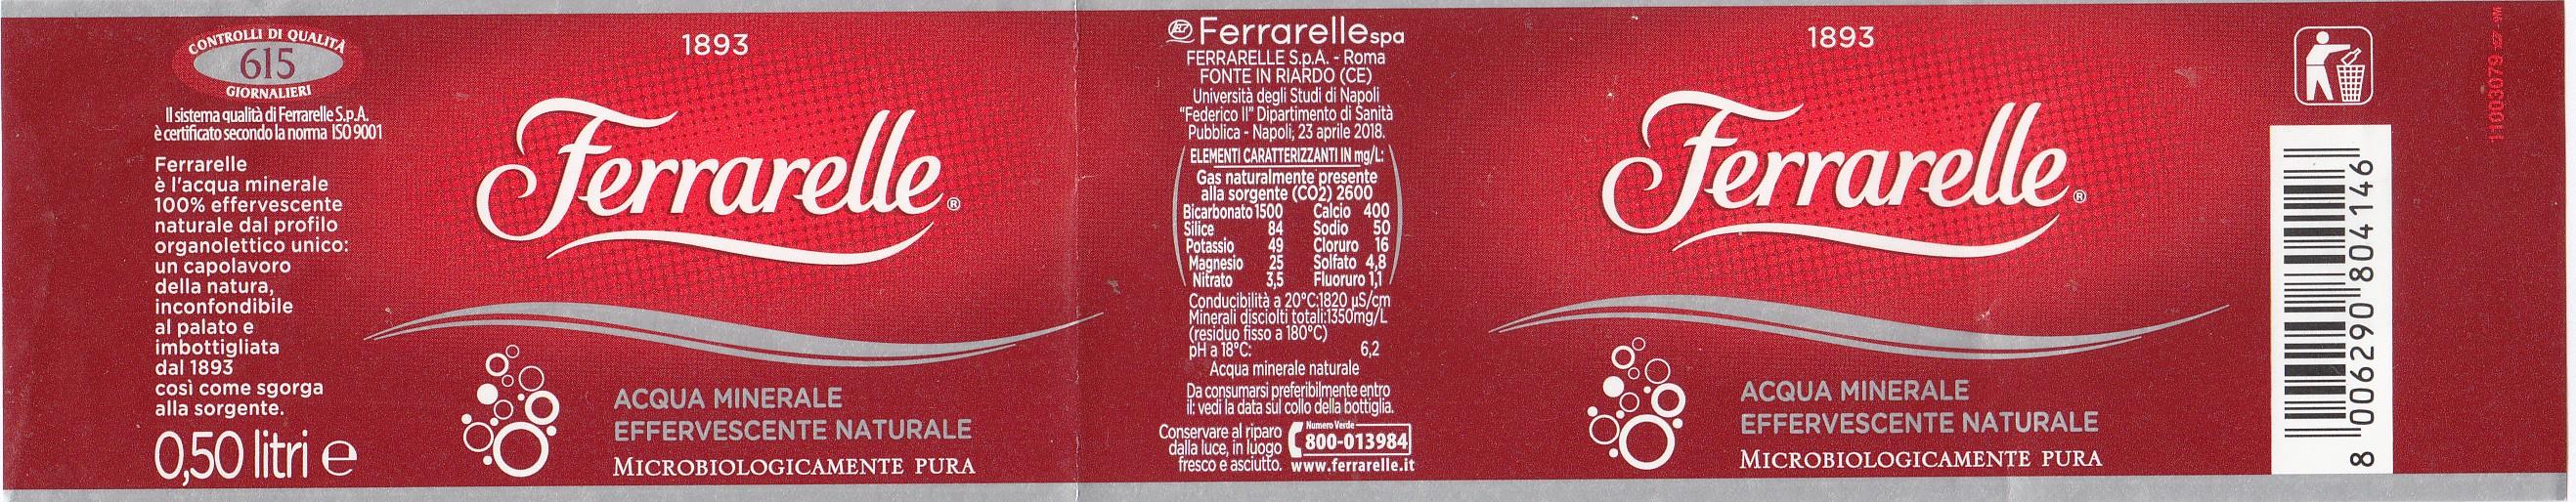 CONTROLLI DI QUALITÀ
615
GIORNALIERI
Il sistema qualità di Ferrarelle S.p.A.
è certificato secondo la norma ISO 9001
Ferrarelle
è l'acqua minerale
100% effervescente
naturale dal profilo
organolettico unico:
un capolavoro
della natura,
inconfondibile
al palato e
imbottigliata
dal 1893
così come sgorga
alla sorgente.
0,50 litri e
1893
Ferrarelle®
ACQUA MINERALE
EFFERVESCENTE NATURALE
MICROBIOLOGICAMENTE PURA
Ferrarelle spa
FERRARELLE S.p.A. - Roma
FONTE IN RIARDO (CE)
Università degli Studi di Napoli
"Federico II" Dipartimento di Sanità
Pubblica - Napoli, 23 aprile 2018.
ELEMENTI CARATTERIZZANTI IN mg/L:
Gas naturalmente presente
alla sorgente (CO2) 2600
Bicarbonato 1500 Calcio 400
Silice 84 Sodio 50
Potassio 49 Cloruro 16
Magnesio 25 Solfato 4,8
Nitrato 3,5 Fluoruro 1,1
Conducibilità a 20°C:1820 µS/cm
Minerali disciolti totali:1350mg/L
(residuo fisso a 180°C)
pH a 18°C: 6,2
Acqua minerale naturale
Da consumarsi preferibilmente entro
il: vedi la data sul collo della bottiglia.
Conservare al riparo
dalla luce, in luogo
fresco e asciutto.
Numero Verde
800-013984
www.ferrarelle.it
1893
Ferrarelle®
ACQUA MINERALE
EFFERVESCENTE NATURALE
MICROBIOLOGICAMENTE PURA
8 006290 804146
11003079